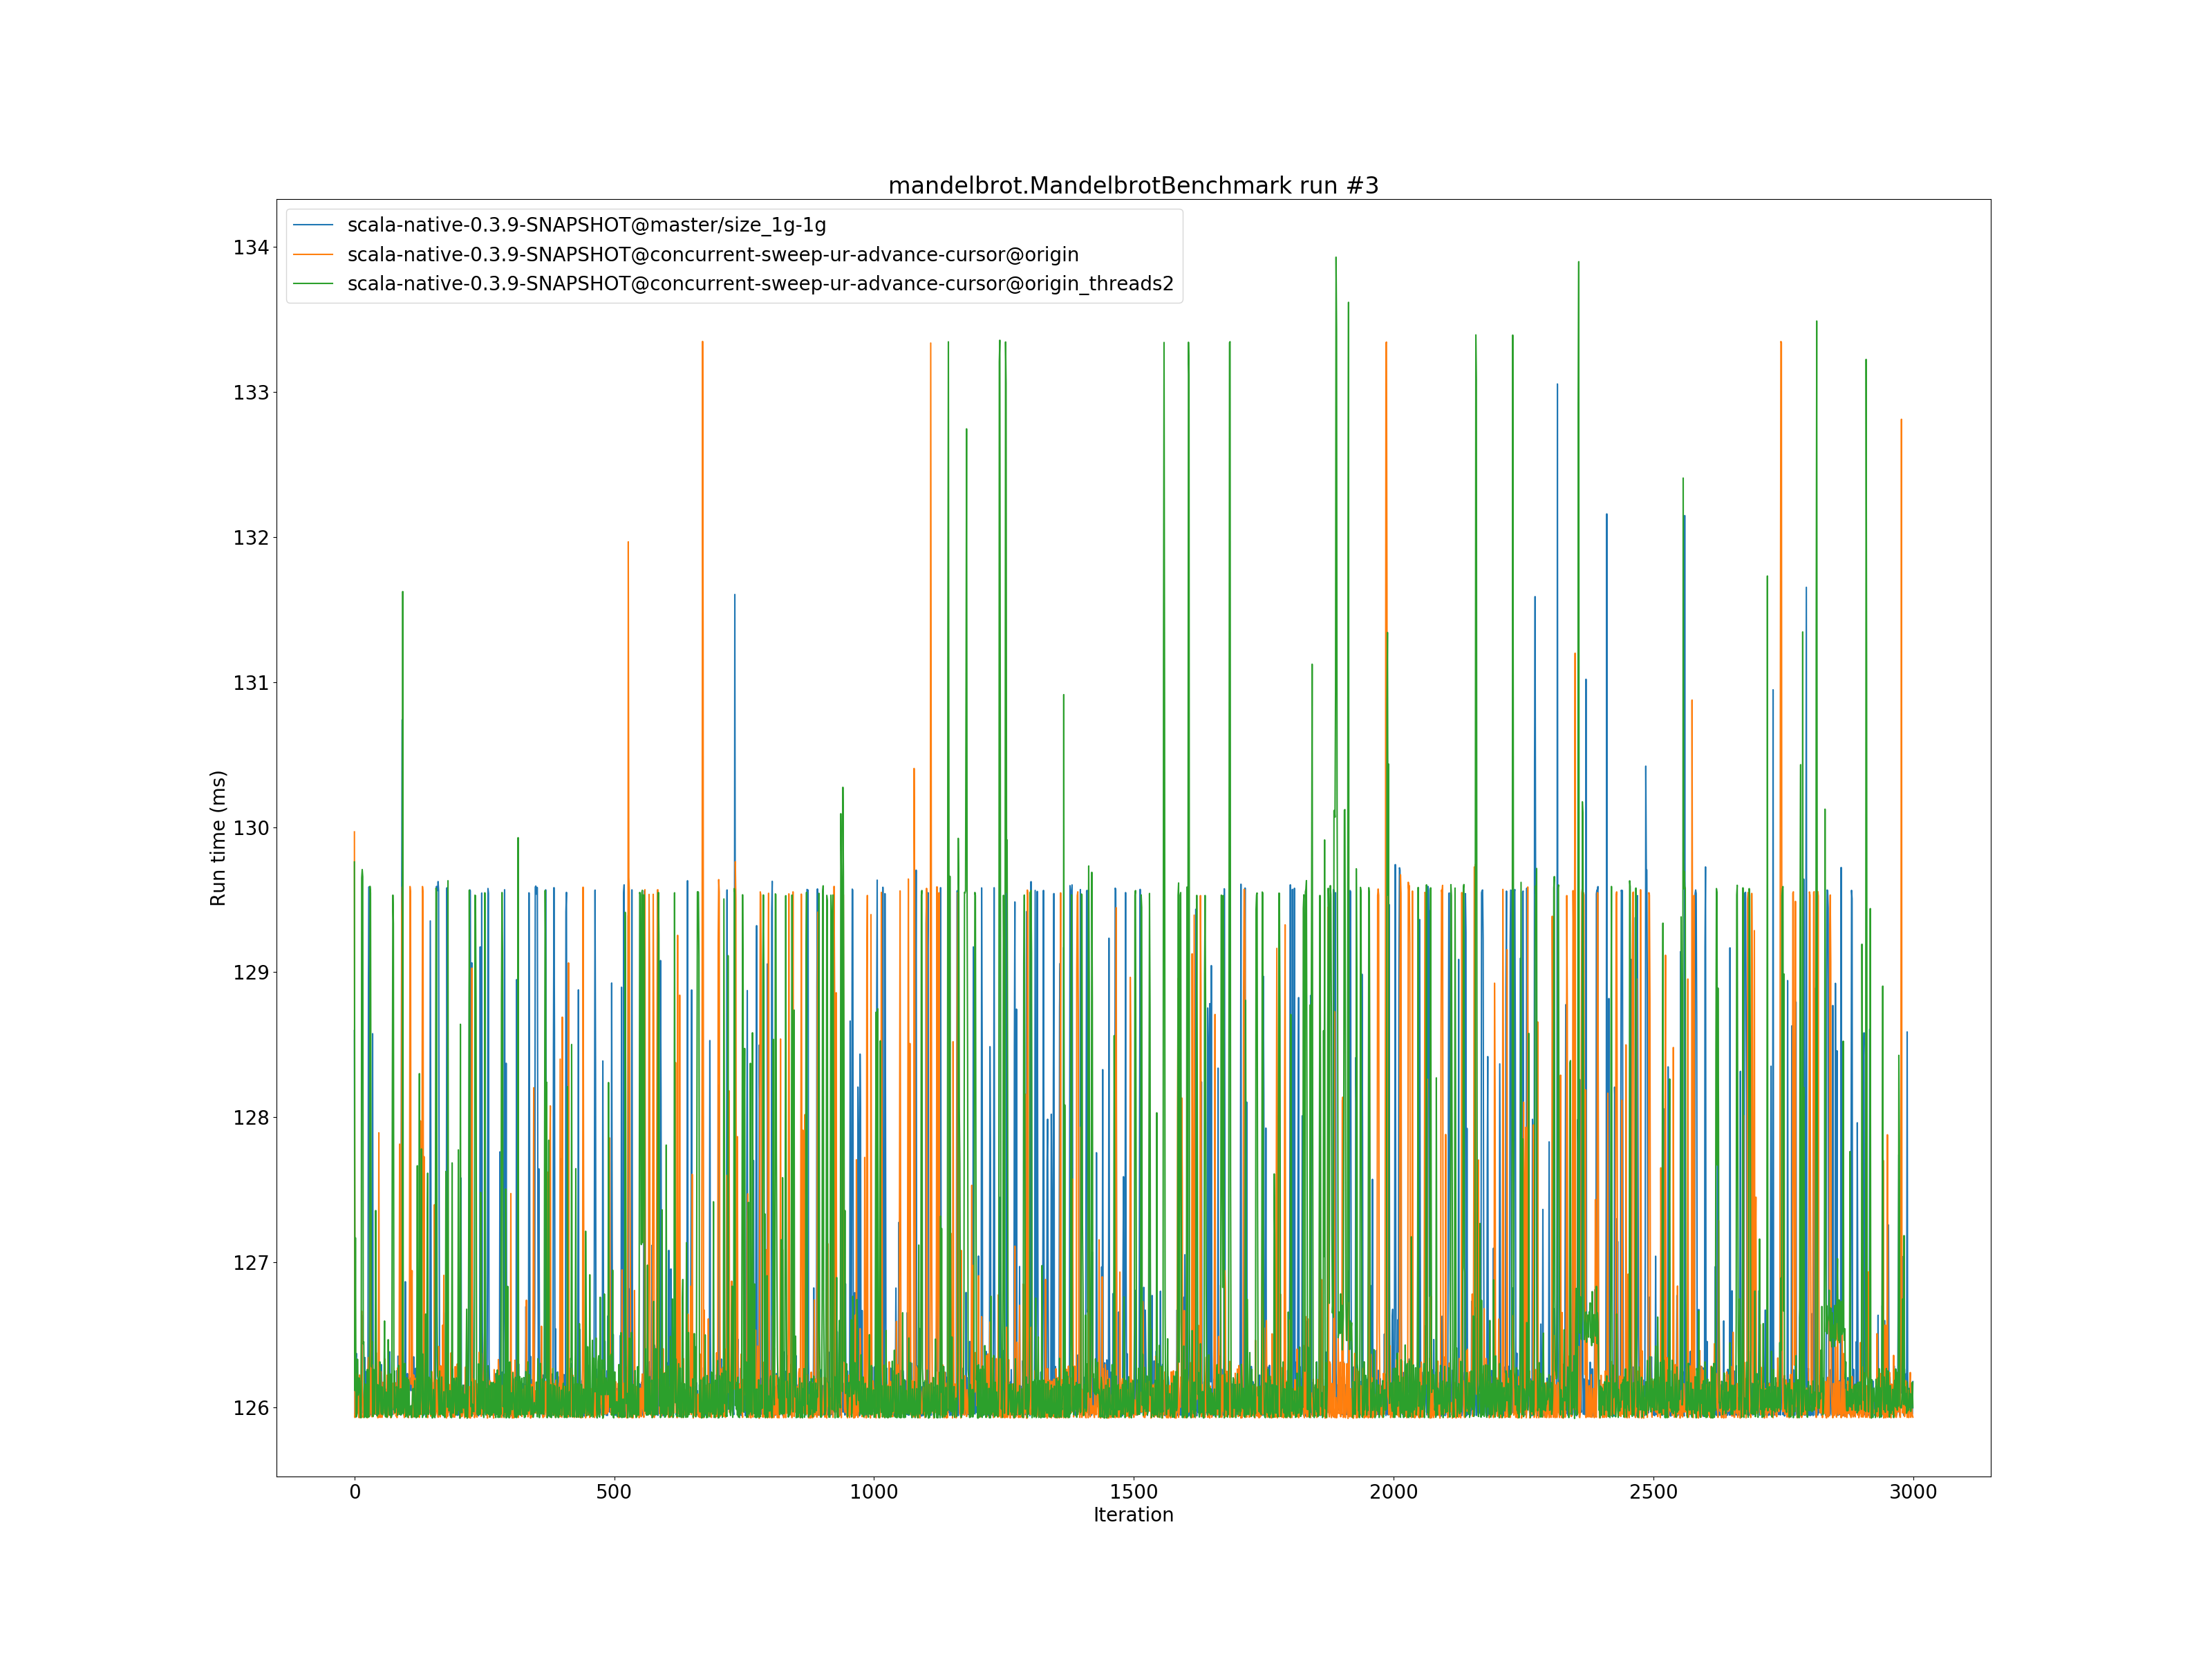 mandelbrot.MandelbrotBenchmark run #3
scala-native-0.3.9-SNAPSHOT@master/size_1g-1g
scala-native-0.3.9-SNAPSHOT@concurrent-sweep-ur-advance-cursor@origin
scala-native-0.3.9-SNAPSHOT@concurrent-sweep-ur-advance-cursor@origin_threads2
134
133
132
131
130
129
128
127
126
Run time (ms)
0 500 1000 1500 2000 2500 3000
Iteration